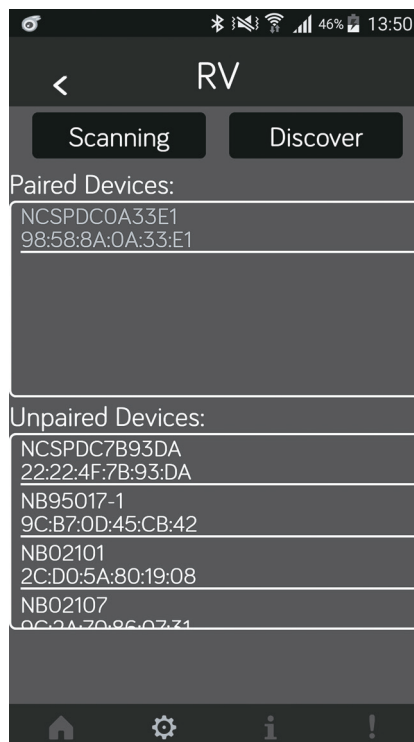 46% 13:50
RV
Scanning Discover
Paired Devices:
NCSPDC0A33E1
98:58:8A:0A:33:E1
Unpaired Devices:
NCSPDC7B93DA
22:22:4F:7B:93:DA
NB95017-1
9C:B7:0D:45:CB:42
NB02101
2C:D0:5A:80:19:08
NB02107